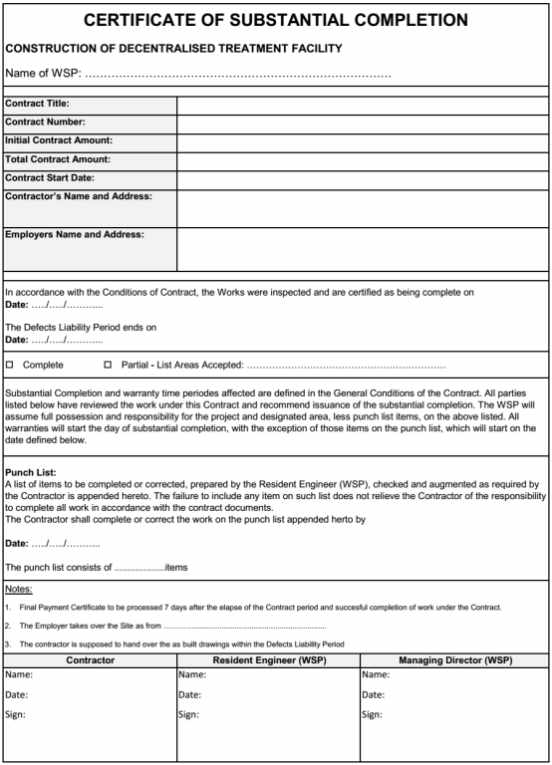 CERTIFICATE OF SUBSTANTIAL COMPLETION
CONSTRUCTION OF DECENTRALISED TREATMENT FACILITY
Name of WSP: ……………………………………………………………………………
Contract Title:
Contract Number:
Initial Contract Amount:
Total Contract Amount:
Contract Start Date:
Contractor's Name and Address:
Employers Name and Address:
In accordance with the Conditions of Contract, the Works were inspected and are certified as being complete on
Date: …../…../………..
The Defects Liability Period ends on
Date: …../…../………..
☐ Complete ☐ Partial - List Areas Accepted: …………………………………………………………
Substantial Completion and warranty time periodes affected are defined in the General Conditions of the Contract. All parties
listed below have reviewed the work under this Contract and recommend issuance of the substantial completion. The WSP will
assume full possession and responsibility for the project and designated area, less punch list items, on the above listed. All
warranties will start the day of substantial completion, with the exception of those items on the punch list, which will start on the
date defined below.
Punch List:
A list of items to be completed or corrected, prepared by the Resident Engineer (WSP), checked and augmented as required by
the Contractor is appended hereto. The failure to include any item on such list does not relieve the Contractor of the responsibility
to complete all work in accordance with the contract documents.
The Contractor shall complete or correct the work on the punch list appended herto by
Date: …../…../………..
The punch list consists of ......................items
Notes:
1. Final Payment Certificate to be processed 7 days after the elapse of the Contract period and succesful completion of work under the Contract.
2. The Employer takes over the Site as from ................................................................................
3. The contractor is supposed to hand over the as built drawings within the Defects Liability Period
Contractor Resident Engineer (WSP) Managing Director (WSP)
Name: Name: Name:
Date: Date: Date:
Sign: Sign: Sign: